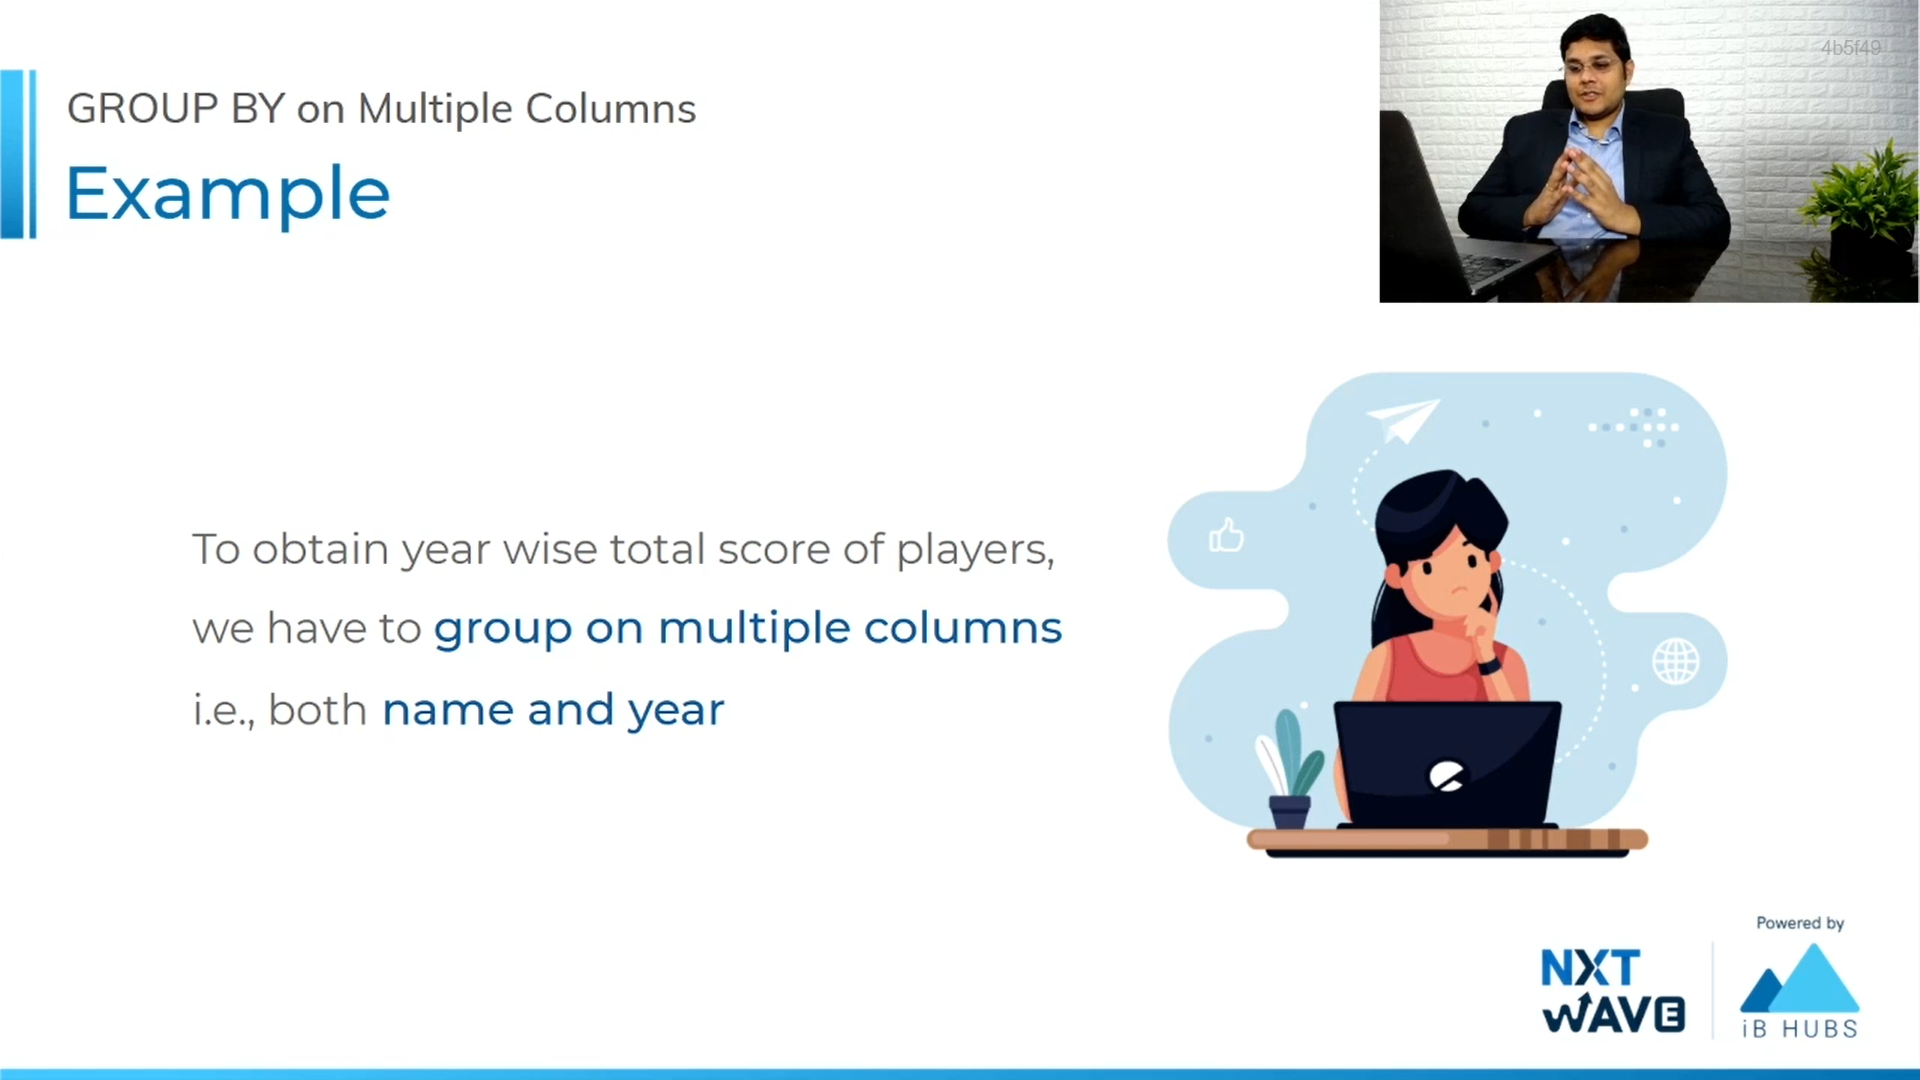 4b5f49
GROUP BY on Multiple Columns
Example
To obtain year wise total score of players,
we have to group on multiple columns
i.e., both name and year
Powered by
NXT
WAVE
iB HUBS